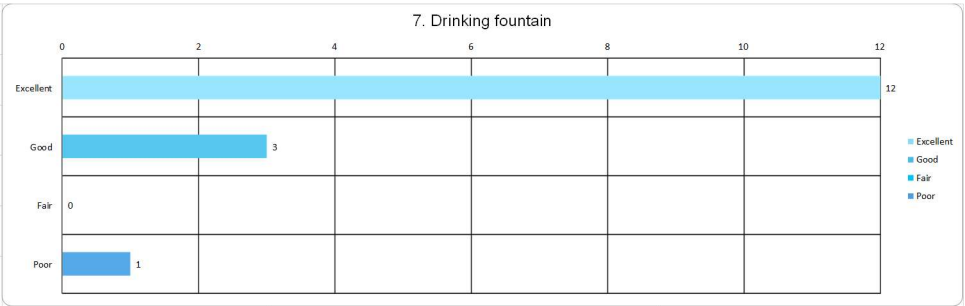 7. Drinking fountain
0 2 4 6 8 10 12
Excellent 12
Good 3
Fair 0
Poor 1
Excellent
Good
Fair
Poor